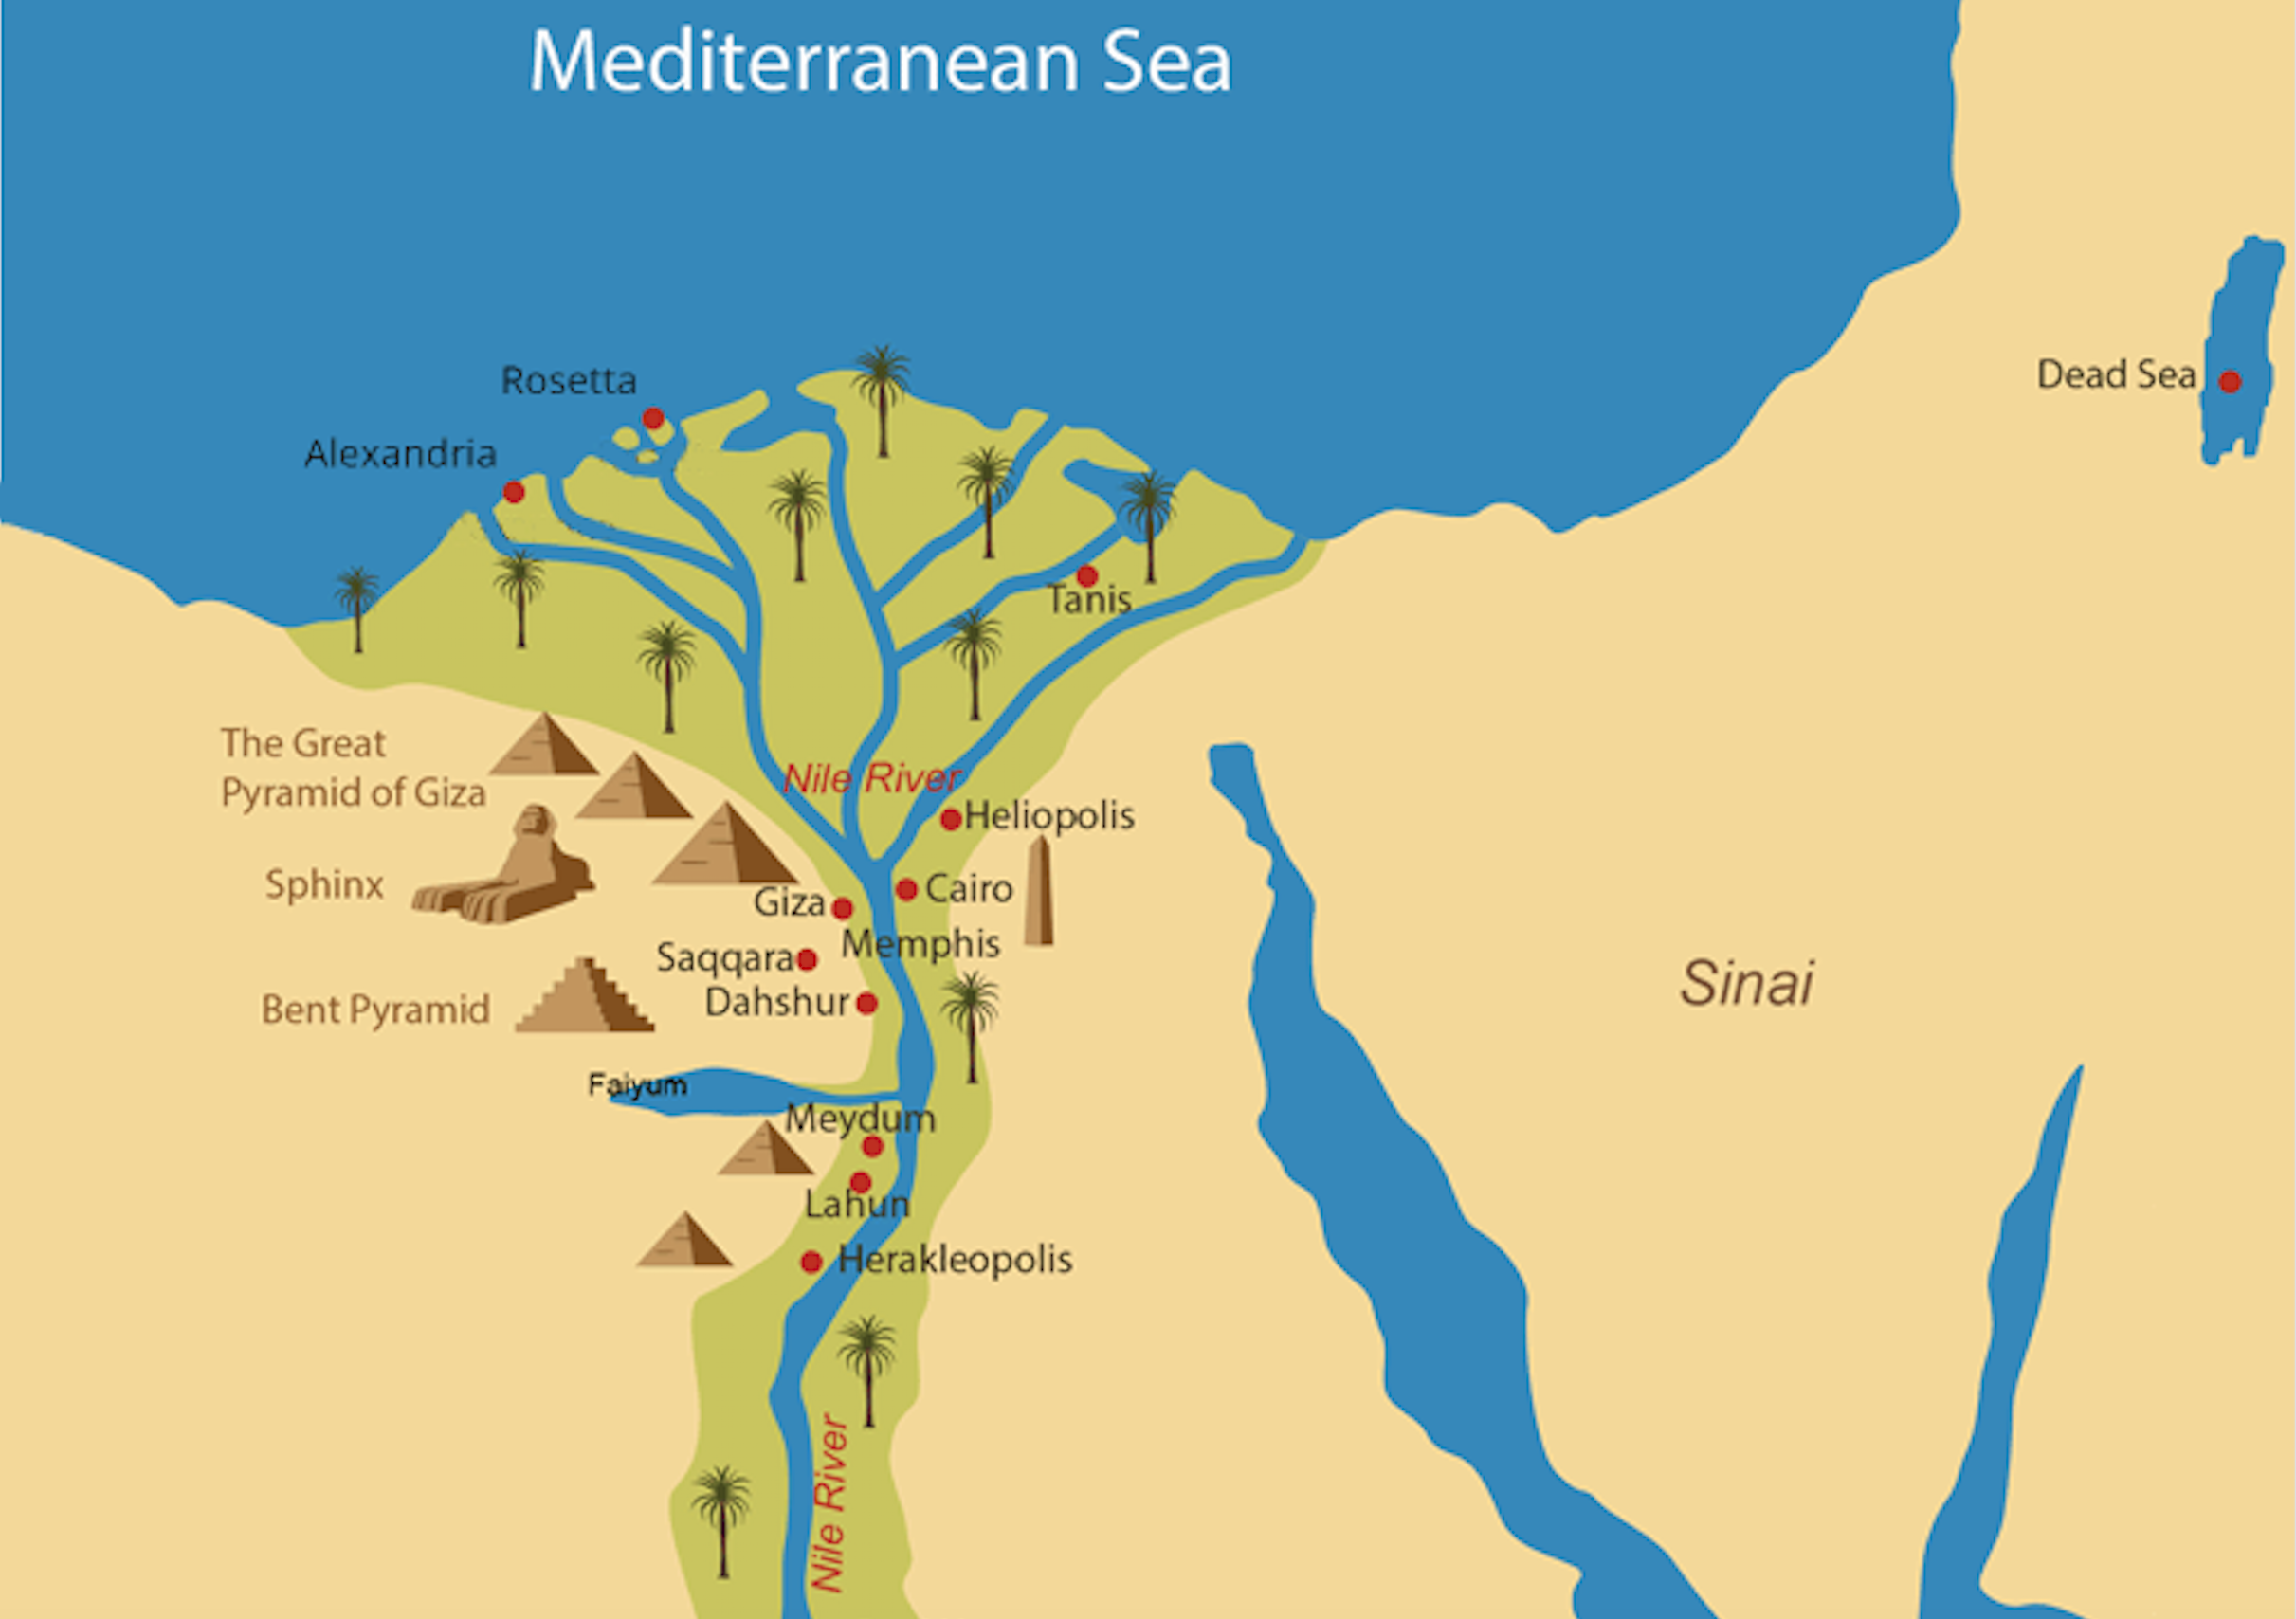 Mediterranean Sea
Rosetta
Dead Sea
Alexandria
Tanis
The Great
Pyramid of Giza
Nile River
Heliopolis
Sphinx
Cairo
Giza
Memphis
Saqqara
Sinai
Dahshur
Bent Pyramid
Faiyum
Meydum
Lahun
Herakleopolis
Nile River